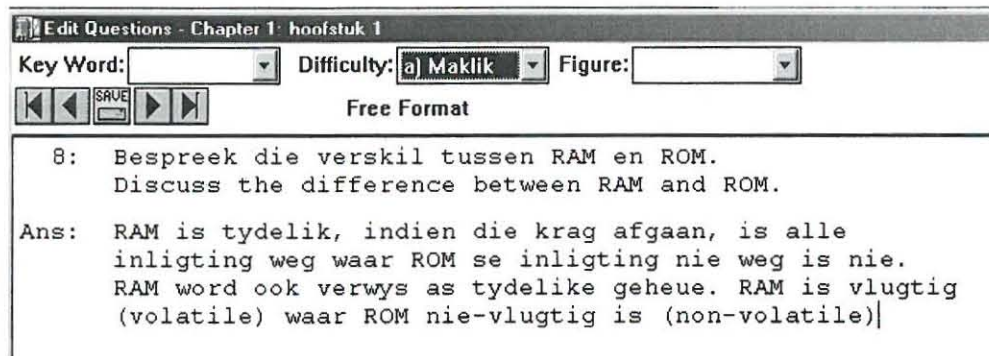 Edit Questions - Chapter 1: hoofstuk 1
Key Word: Difficulty: a) Maklik Figure:
SAVE
Free Format
8: Bespreek die verskil tussen RAM en ROM.
Discuss the difference between RAM and ROM.
Ans: RAM is tydelik, indien die krag afgaan, is alle
inligting weg waar ROM se inligting nie weg is nie.
RAM word ook verwys as tydelike geheue. RAM is vlugtig
(volatile) waar ROM nie-vlugtig is (non-volatile)